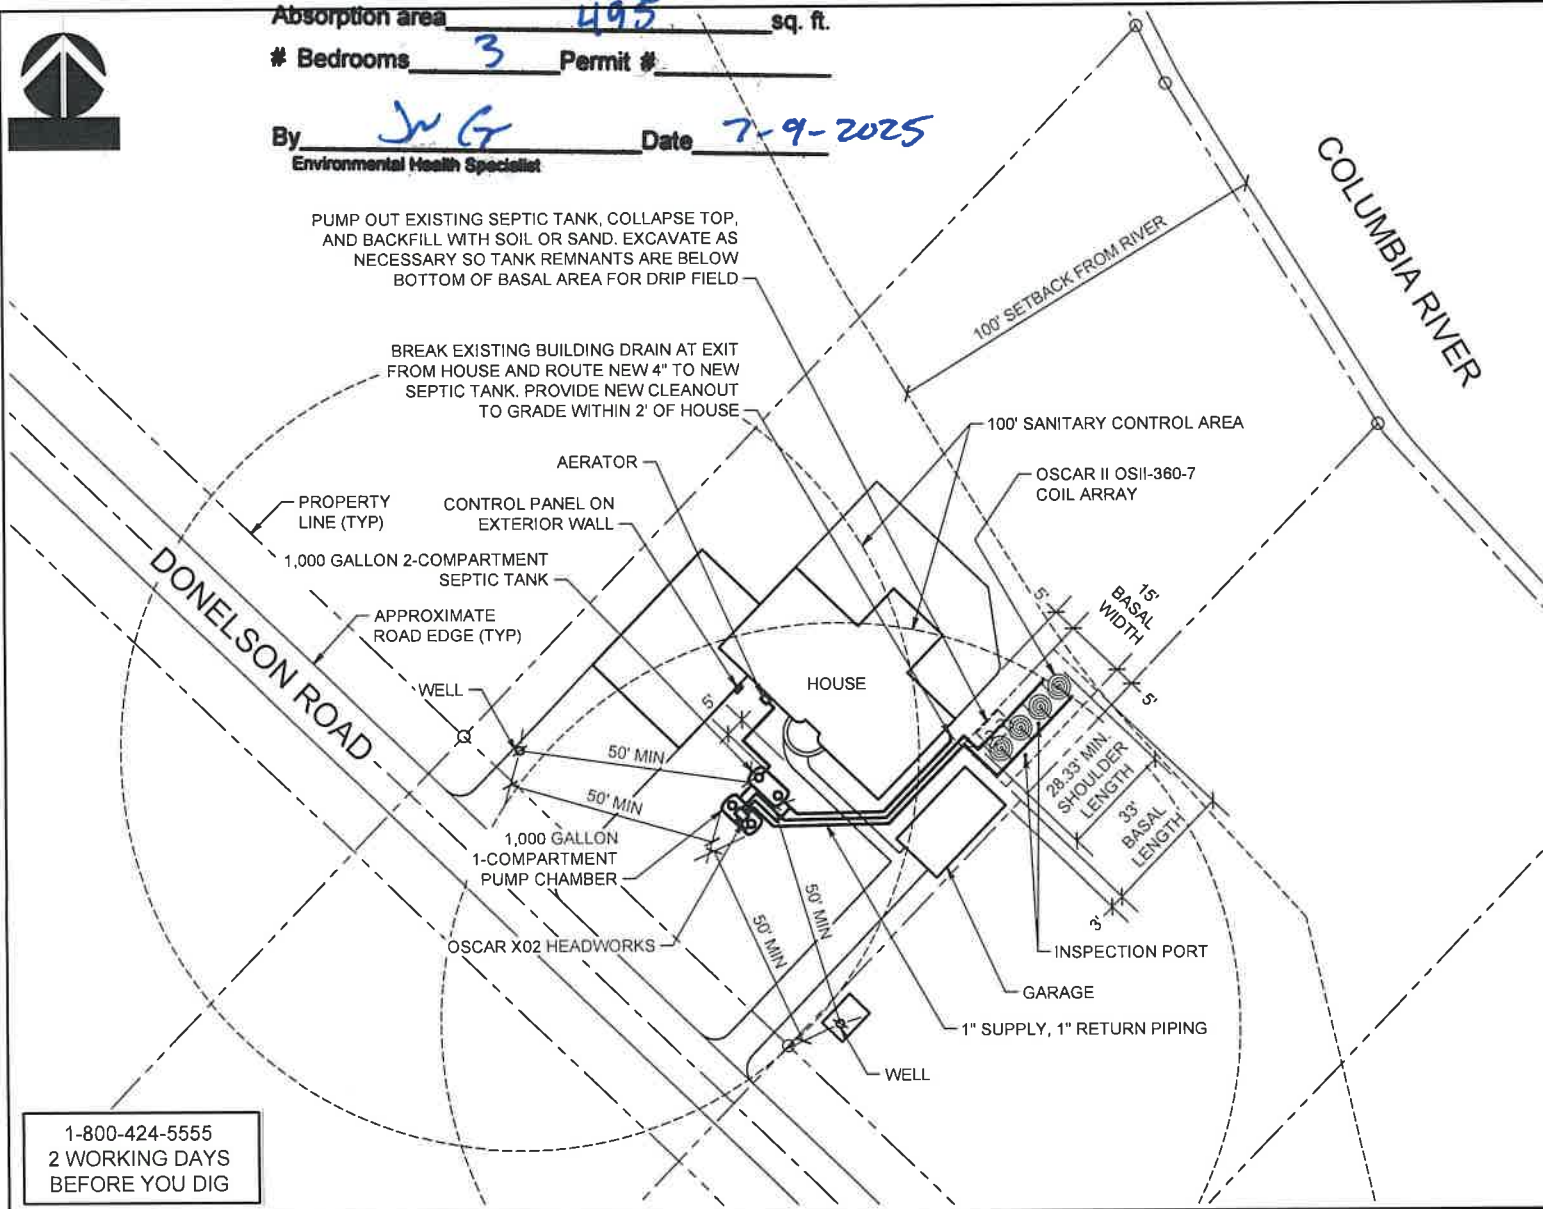 Absorption area 495 sq. ft.
# Bedrooms 3 Permit #
By JW G Date 7-9-2025
Environmental Health Specialist
PUMP OUT EXISTING SEPTIC TANK, COLLAPSE TOP,
AND BACKFILL WITH SOIL OR SAND. EXCAVATE AS
NECESSARY SO TANK REMNANTS ARE BELOW
BOTTOM OF BASAL AREA FOR DRIP FIELD
BREAK EXISTING BUILDING DRAIN AT EXIT
FROM HOUSE AND ROUTE NEW 4" TO NEW
SEPTIC TANK. PROVIDE NEW CLEANOUT
TO GRADE WITHIN 2' OF HOUSE
COLUMBIA RIVER
100' SETBACK FROM RIVER
100' SANITARY CONTROL AREA
OSCAR II OSII-360-7
COIL ARRAY
AERATOR
PROPERTY
LINE (TYP)
CONTROL PANEL ON
EXTERIOR WALL
1,000 GALLON 2-COMPARTMENT
SEPTIC TANK
APPROXIMATE
ROAD EDGE (TYP)
DONELSON ROAD
WELL
HOUSE
5'
5'
15'
BASAL
WIDTH
5'
50' MIN
50' MIN
28.33' MIN.
SHOULDER
LENGTH
33'
BASAL
LENGTH
3'
1,000 GALLON
1-COMPARTMENT
PUMP CHAMBER
50' MIN
50' MIN
OSCAR X02 HEADWORKS
INSPECTION PORT
GARAGE
1" SUPPLY, 1" RETURN PIPING
WELL
1-800-424-5555
2 WORKING DAYS
BEFORE YOU DIG